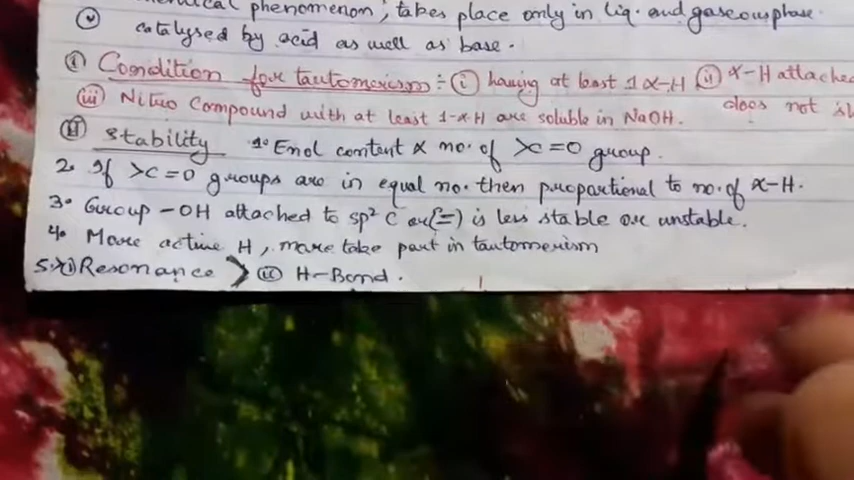 phenomenon, takes place only in liq. and gaseous phase.
(v) catalysed by acid as well as base.
(i) Condition for tautomerism ÷ (i) having at least 1 α-H (ii) α-H attached
(iii) Nitro Compound with at least 1-α-H are soluble in NaOH. does not
(ii) Stability 1. Enol content ∝ no. of >C=O group.
2. If >C=O groups are in equal no. then proportional to no. of α-H.
3. Group -OH attached to sp² C or (=) is less stable or unstable.
4. More active H, more take part in tautomerism
5. (i) Resonance > (ii) H-Bond.